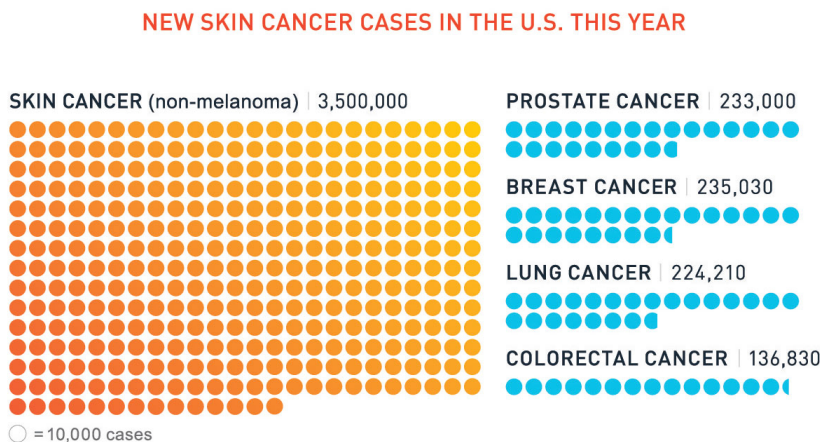 NEW SKIN CANCER CASES IN THE U.S. THIS YEAR
SKIN CANCER (non-melanoma) | 3,500,000
PROSTATE CANCER | 233,000
BREAST CANCER | 235,030
LUNG CANCER | 224,210
COLORECTAL CANCER | 136,830
= 10,000 cases